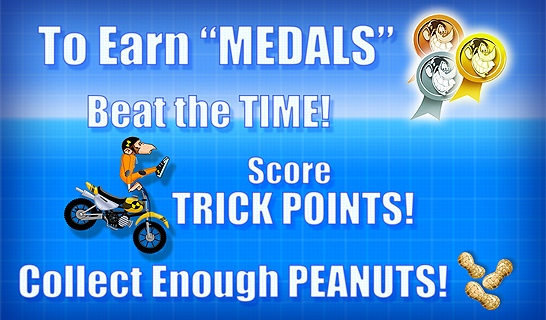 To Earn “MEDALS”
Beat the TIME!
Score
TRICK POINTS!
Collect Enough PEANUTS!